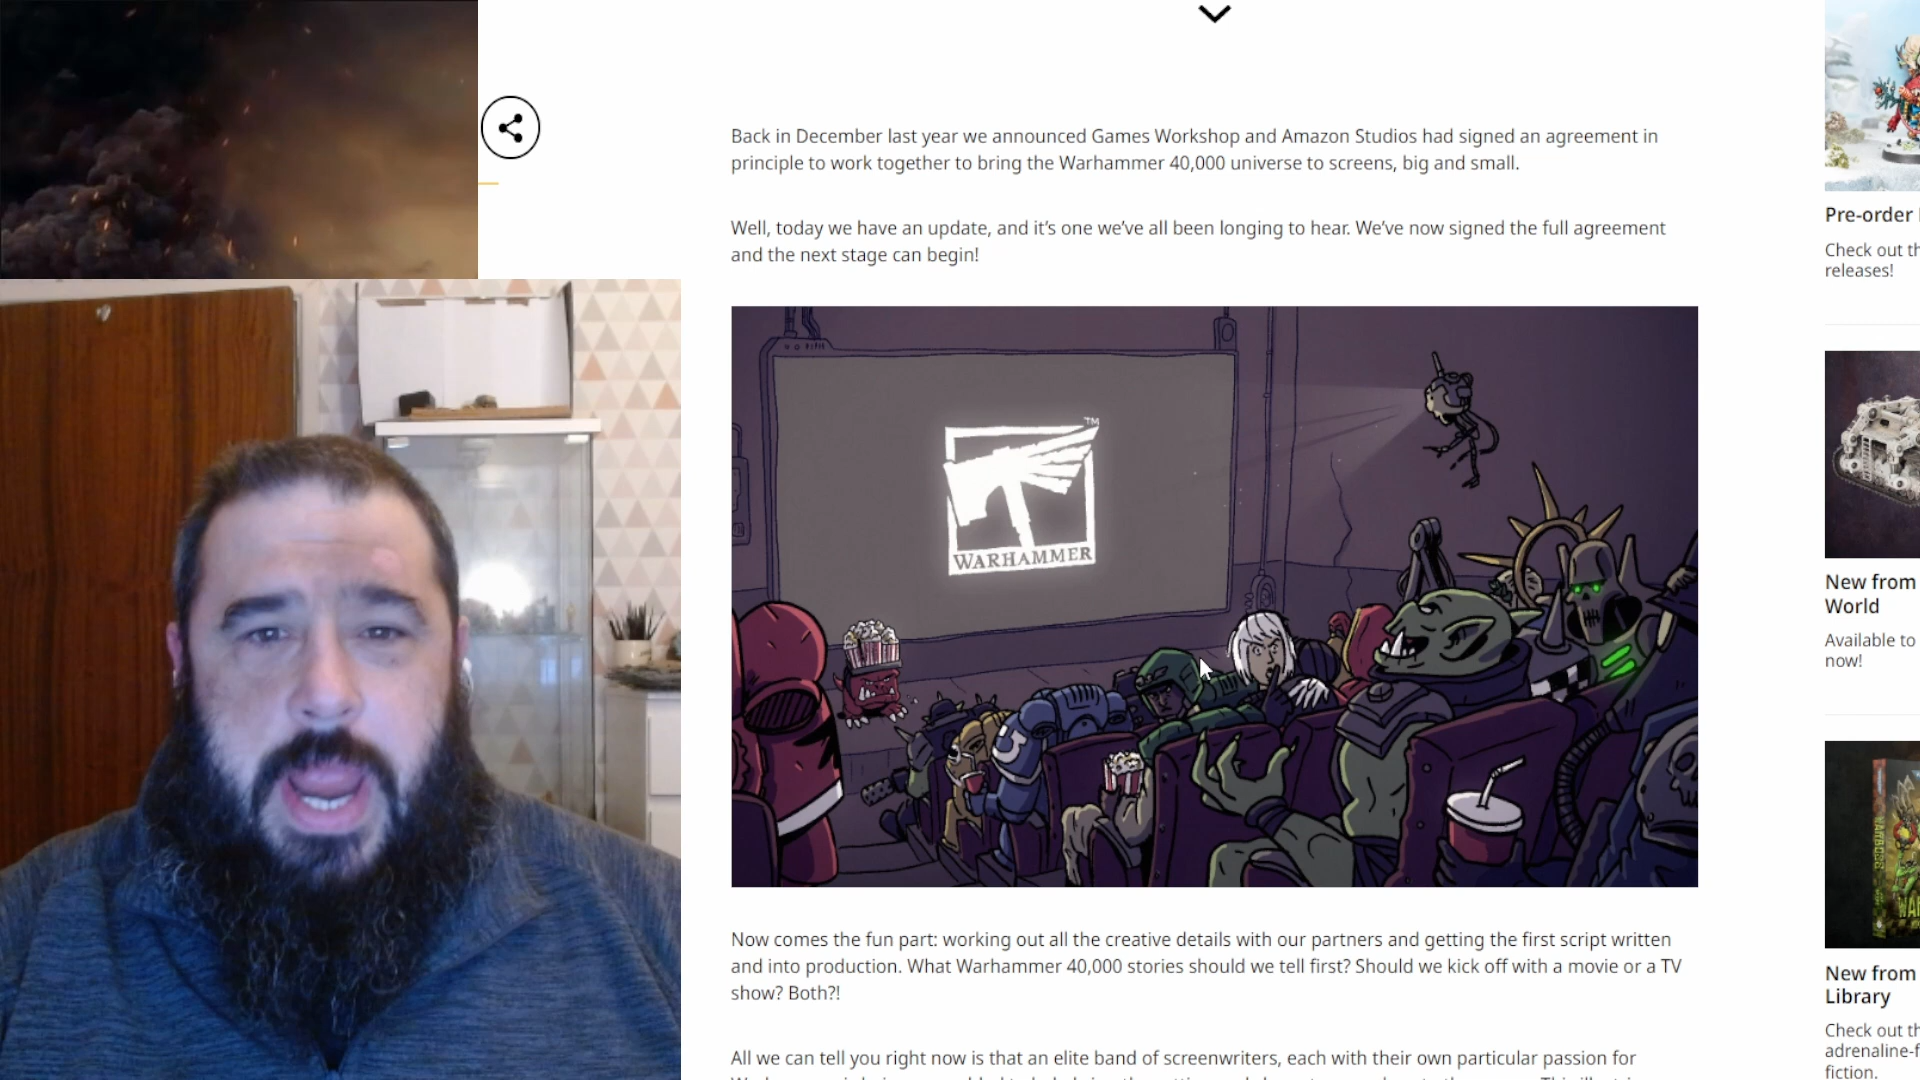 Back in December last year we announced Games Workshop and Amazon Studios had signed an agreement in
principle to work together to bring the Warhammer 40,000 universe to screens, big and small.
Well, today we have an update, and it's one we've all been longing to hear. We've now signed the full agreement
and the next stage can begin!
TM
WARHAMMER
Now comes the fun part: working out all the creative details with our partners and getting the first script written
and into production. What Warhammer 40,000 stories should we tell first? Should we kick off with a movie or a TV
show? Both?!
All we can tell you right now is that an elite band of screenwriters, each with their own particular passion for
Pre-order
Check out th
releases!
New from
World
Available to
now!
New from
Library
Check out th
adrenaline-f
fiction.